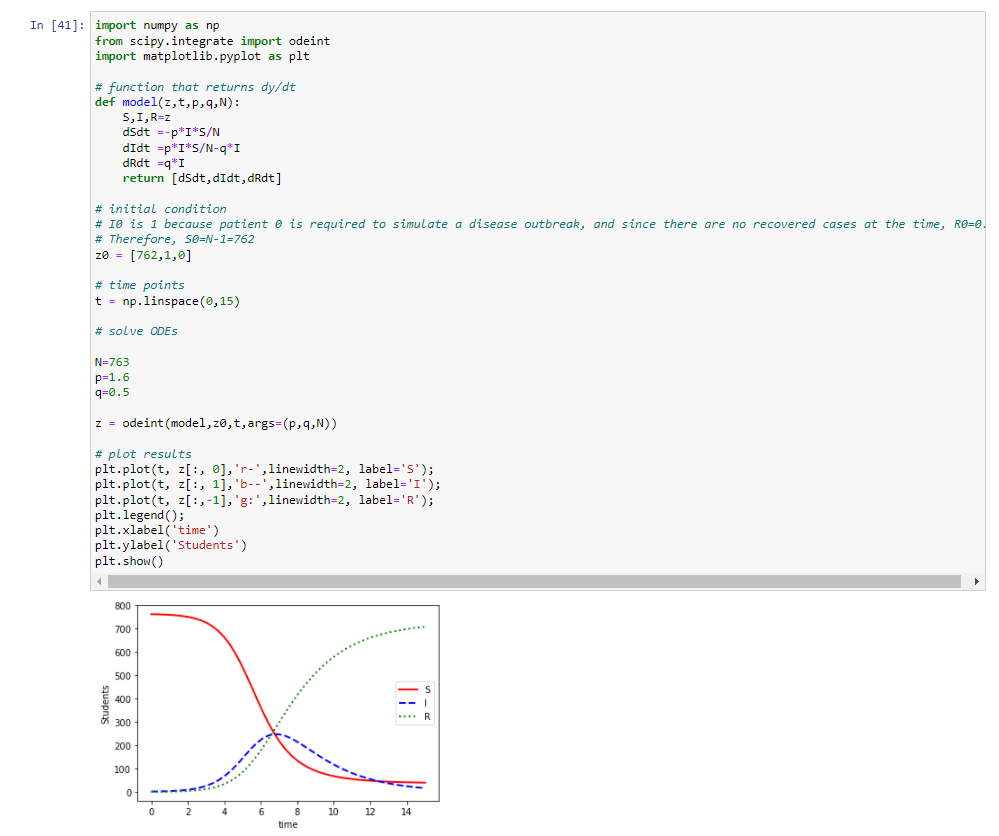 In [41]:
import numpy as np
from scipy.integrate import odeint
import matplotlib.pyplot as plt
# function that returns dy/dt
def model(z,t,p,q,N):
    S,I,R=z
    dSdt =-p*I*S/N
    dIdt =p*I*S/N-q*I
    dRdt =q*I
    return [dSdt,dIdt,dRdt]
# initial condition
# I0 is 1 because patient 0 is required to simulate a disease outbreak, and since there are no recovered cases at the time, R0=0.
# Therefore, S0=N-1=762
z0 = [762,1,0]
# time points
t = np.linspace(0,15)
# solve ODEs
N=763
p=1.6
q=0.5
z = odeint(model,z0,t,args=(p,q,N))
# plot results
plt.plot(t, z[:, 0],'r-',linewidth=2, label='S');
plt.plot(t, z[:, 1],'b--',linewidth=2, label='I');
plt.plot(t, z[:,-1],'g:',linewidth=2, label='R');
plt.legend();
plt.xlabel('time')
plt.ylabel('Students')
plt.show()
800
700
600
500
400
300
200
100
0
Students
S
I
R
0 2 4 6 8 10 12 14
time